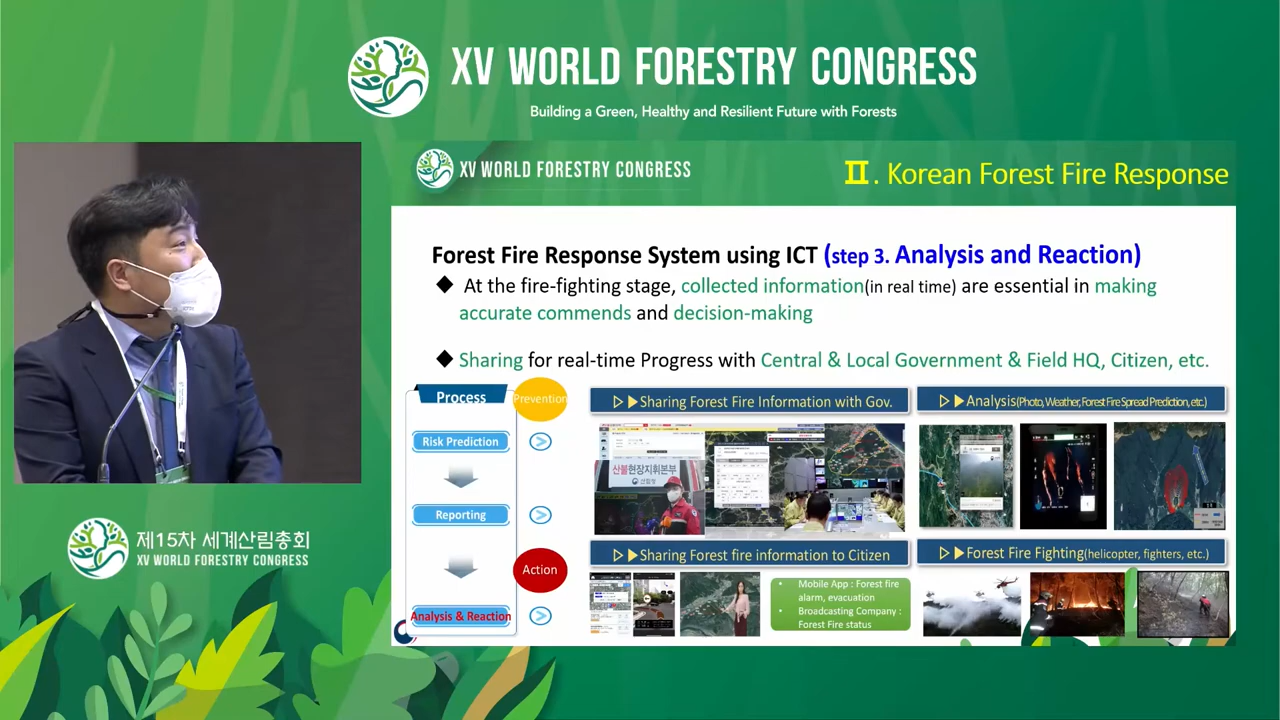 XV WORLD FORESTRY CONGRESS
Building a Green, Healthy and Resilient Future with Forests
XV WORLD FORESTRY CONGRESS
Ⅱ. Korean Forest Fire Response
Forest Fire Response System using ICT (step 3. Analysis and Reaction)
◆ At the fire-fighting stage, collected information(in real time) are essential in making
accurate commends and decision-making
◆ Sharing for real-time Progress with Central & Local Government & Field HQ, Citizen, etc.
Process
Prevention
Risk Prediction
Reporting
Action
Analysis & Reaction
▷▶Sharing Forest Fire Information with Gov.
산불현장지휘본부
산림청
▷▶Analysis(Photo, Weather, Forest Fire Spread Prediction, etc.)
▷▶Sharing Forest fire information to Citizen
• Mobile App : Forest fire
alarm, evacuation
• Broadcasting Company :
Forest Fire status
▷▶Forest Fire Fighting(helicopter, fighters, etc.)
제15차 세계산림총회
XV WORLD FORESTRY CONGRESS